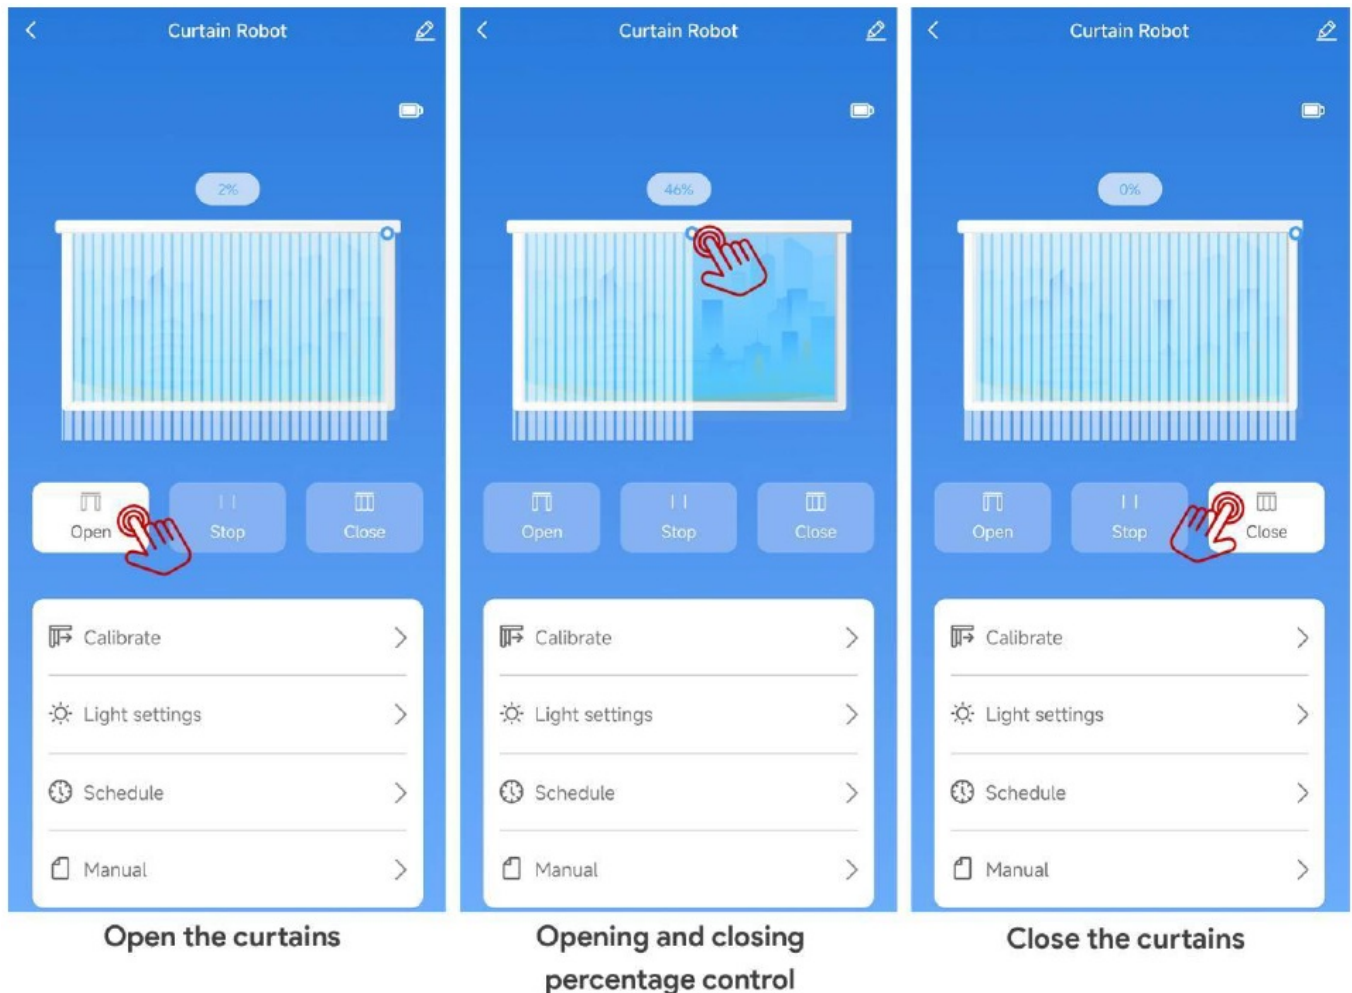 Curtain Robot
2%
Open
Stop
Close
Calibrate
Light settings
Schedule
Manual
Open the curtains
Curtain Robot
46%
Open
Stop
Close
Calibrate
Light settings
Schedule
Manual
Opening and closing
percentage control
Curtain Robot
0%
Open
Stop
Close
Calibrate
Light settings
Schedule
Manual
Close the curtains